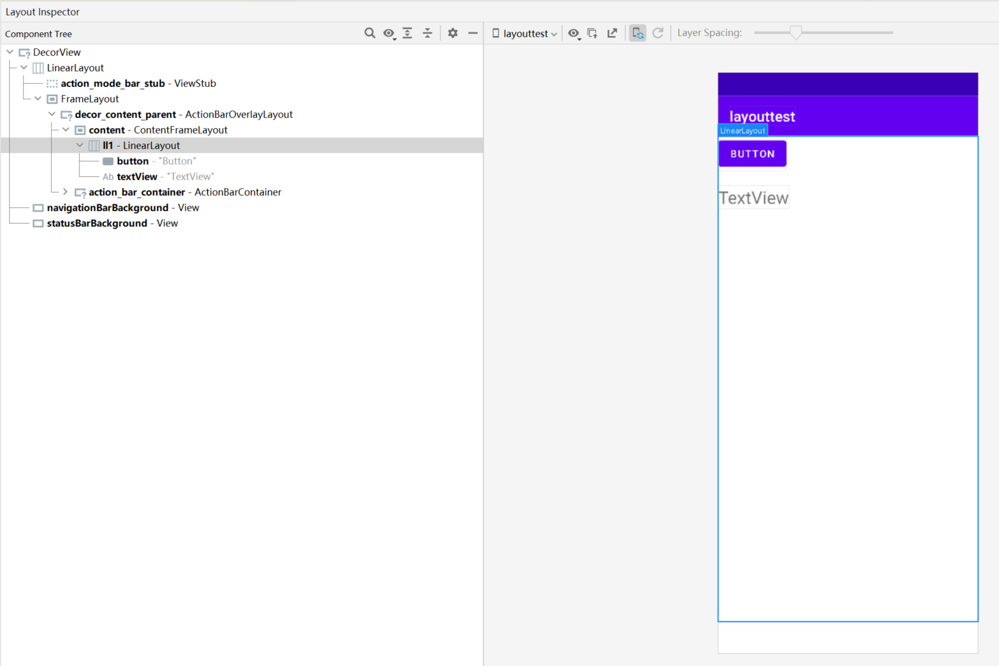 Layout Inspector
Component Tree
layouttest
Layer Spacing:
DecorView
LinearLayout
action_mode_bar_stub - ViewStub
FrameLayout
decor_content_parent - ActionBarOverlayLayout
content - ContentFrameLayout
ll1 - LinearLayout
button - "Button"
Ab textView - "TextView"
action_bar_container - ActionBarContainer
navigationBarBackground - View
statusBarBackground - View
layouttest
LinearLayout
BUTTON
TextView